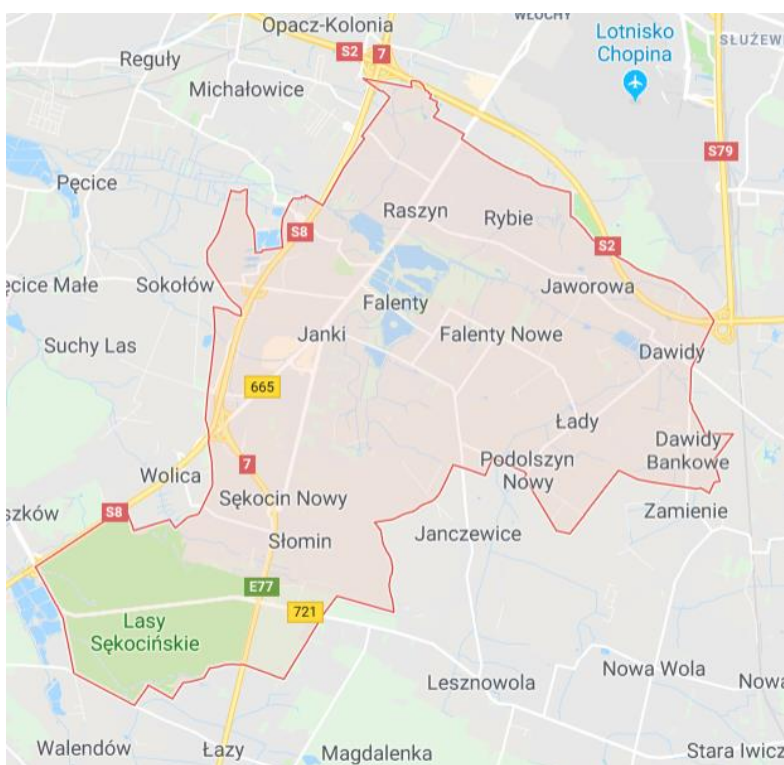 WŁOCHY
Opacz-Kolonia
Lotnisko
Chopina
SŁUŻEW
S2
7
Reguły
Michałowice
S79
Pęcice
Raszyn
Rybie
S8
S2
ęcice Małe
Sokołów
Jaworowa
Falenty
Janki
Falenty Nowe
Suchy Las
Dawidy
665
Łady
Dawidy
Bankowe
Podolszyn
Nowy
7
Wolica
Sękocin Nowy
S8
szków
Zamienie
Słomin
Janczewice
E77
721
Lasy
Sękocińskie
Nowa Wola
Nowa
Lesznowola
Walendów
Łazy
Magdalenka
Stara Iwicz